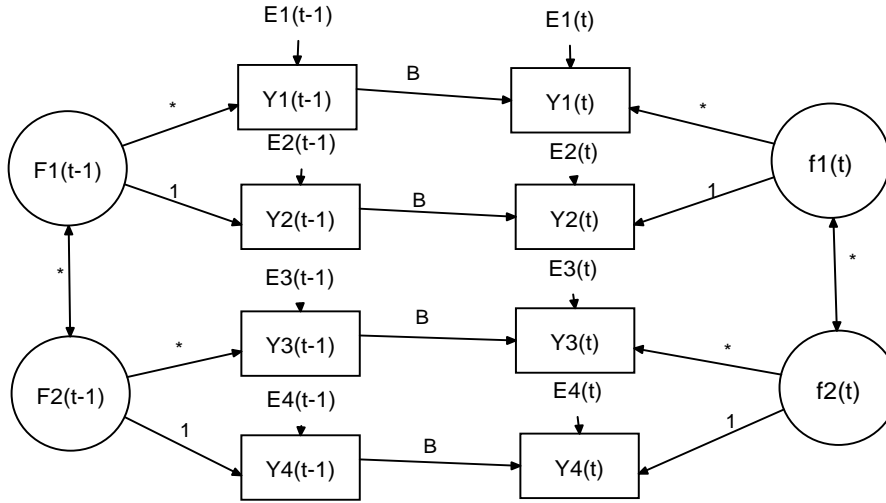 E1(t-1)
E1(t)
B
*
Y1(t-1)
Y1(t)
*
E2(t-1)
E2(t)
F1(t-1)
f1(t)
1
B
1
Y2(t-1)
Y2(t)
*
*
E3(t-1)
E3(t)
B
*
Y3(t-1)
Y3(t)
*
F2(t-1)
E4(t-1)
E4(t)
f2(t)
1
B
1
Y4(t-1)
Y4(t)